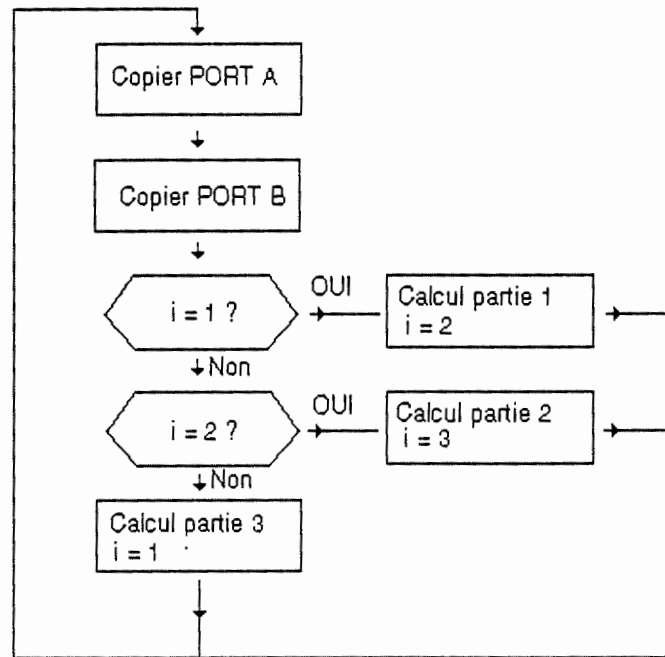 Copier PORT A
Copier PORT B
i = 1 ?
OUI
Calcul partie 1
i = 2
Non
i = 2 ?
OUI
Calcul partie 2
i = 3
Non
Calcul partie 3
i = 1